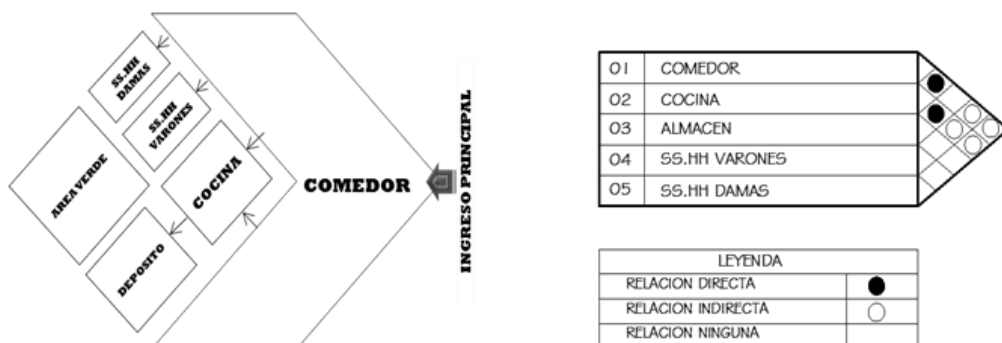 SS.HH
DAMAS
SS.HH
VARONES
AREA VERDE
COCINA
DEPOSITO
COMEDOR
INGRESO PRINCIPAL
01 COMEDOR
02 COCINA
03 ALMACEN
04 SS.HH VARONES
05 SS.HH DAMAS
LEYENDA
RELACION DIRECTA
RELACION INDIRECTA
RELACION NINGUNA